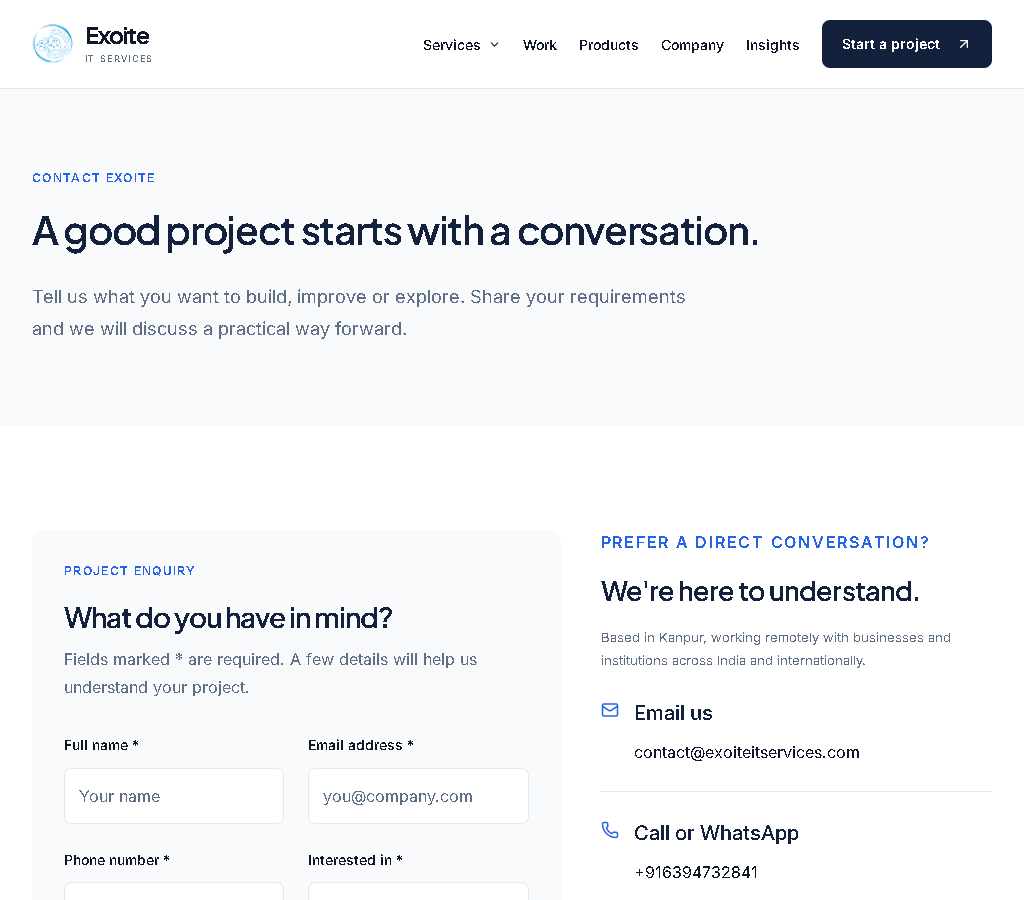 Exoite
IT SERVICES
Services
Work
Products
Company
Insights
Start a project
CONTACT EXOITE
A good project starts with a conversation.
Tell us what you want to build, improve or explore. Share your requirements
and we will discuss a practical way forward.
PROJECT ENQUIRY
What do you have in mind?
Fields marked * are required. A few details will help us
understand your project.
Full name *
Email address *
Your name
you@company.com
Phone number *
Interested in *
PREFER A DIRECT CONVERSATION?
We're here to understand.
Based in Kanpur, working remotely with businesses and
institutions across India and internationally.
Email us
contact@exoiteitservices.com
Call or WhatsApp
+916394732841